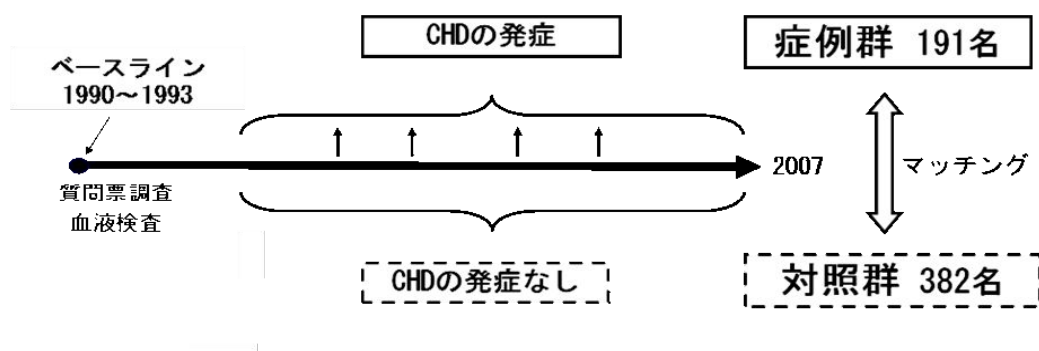 CHDの発症
症例群 191名
ベースライン
1990～1993
2007
マッチング
質問票調査
血液検査
CHDの発症なし
対照群 382名